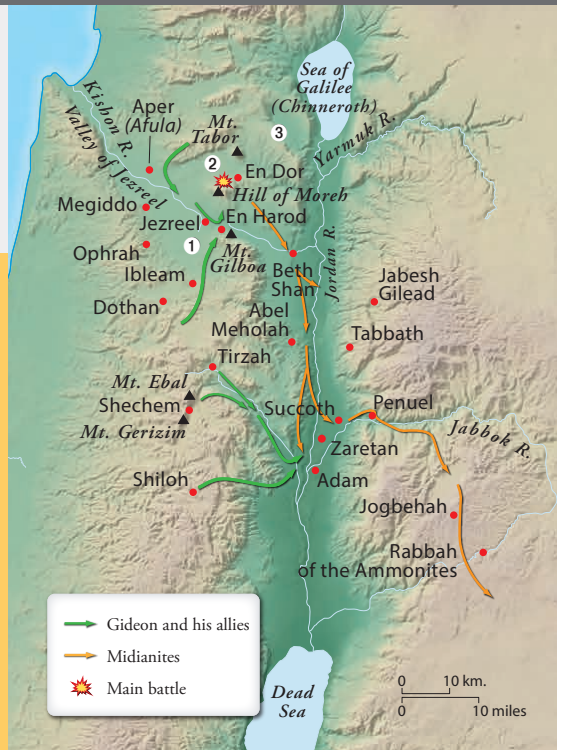 Sea of
Galilee
(Chinneroth)
Kishon R.
Valley of Jezreel
Aper
(Afula)
Mt.
Tabor
3
Yarmuk R.
2
En Dor
Hill of Moreh
Megiddo
Jezreel
En Harod
1
Mt.
Gilboa
Ophrah
Ibleam
Beth
Shan
Jordan R.
Jabesh
Gilead
Dothan
Abel
Meholah
Tabbath
Tirzah
Mt. Ebal
Shechem
Mt. Gerizim
Succoth
Penuel
Jabbok R.
Zaretan
Shiloh
Adam
Jogbehah
Rabbah
of the Ammonites
Gideon and his allies
Midianites
Main battle
Dead
Sea
0 10 km.
0 10 miles